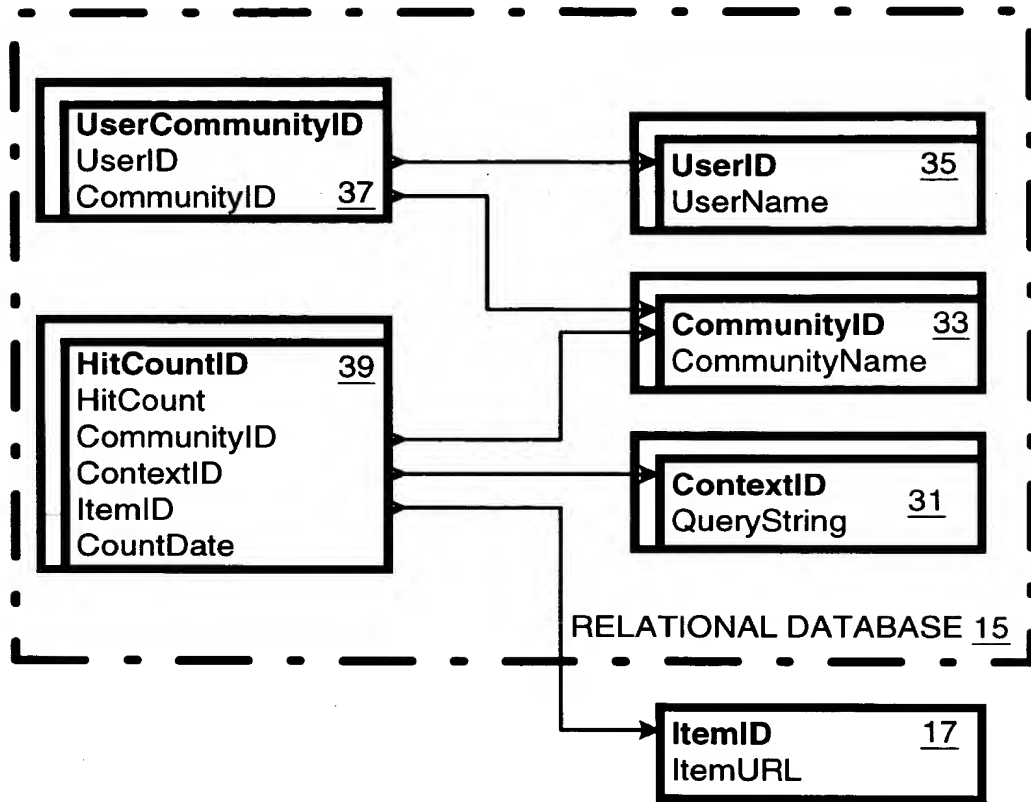 UserCommunityID
UserID
CommunityID 37
UserID 35
UserName
HitCountID 39
HitCount
CommunityID
ContextID
ItemID
CountDate
CommunityID 33
CommunityName
ContextID
QueryString 31
RELATIONAL DATABASE 15
ItemID 17
ItemURL